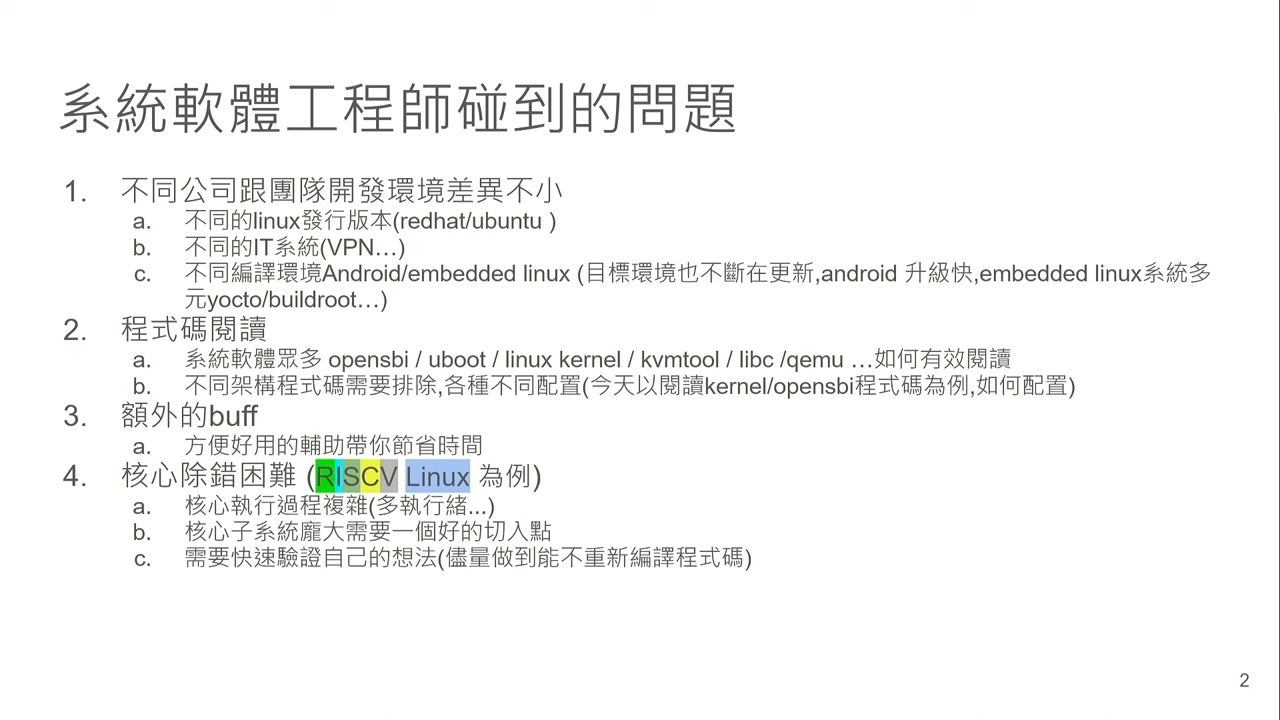 系統軟體工程師碰到的問題
1. 不同公司跟團隊開發環境差異不小
a. 不同的linux發行版本(redhat/ubuntu )
b. 不同的IT系統(VPN…)
c. 不同編譯環境Android/embedded linux (目標環境也不斷在更新,android 升級快,embedded linux系統多
元yocto/buildroot…)
2. 程式碼閱讀
a. 系統軟體眾多 opensbi / uboot / linux kernel / kvmtool / libc /qemu …如何有效閱讀
b. 不同架構程式碼需要排除,各種不同配置(今天以閱讀kernel/opensbi程式碼為例,如何配置)
3. 額外的buff
a. 方便好用的輔助帶你節省時間
4. 核心除錯困難 (RISCV Linux 為例)
a. 核心執行過程複雜(多執行緒...)
b. 核心子系統龐大需要一個好的切入點
c. 需要快速驗證自己的想法(儘量做到能不重新編譯程式碼)
2